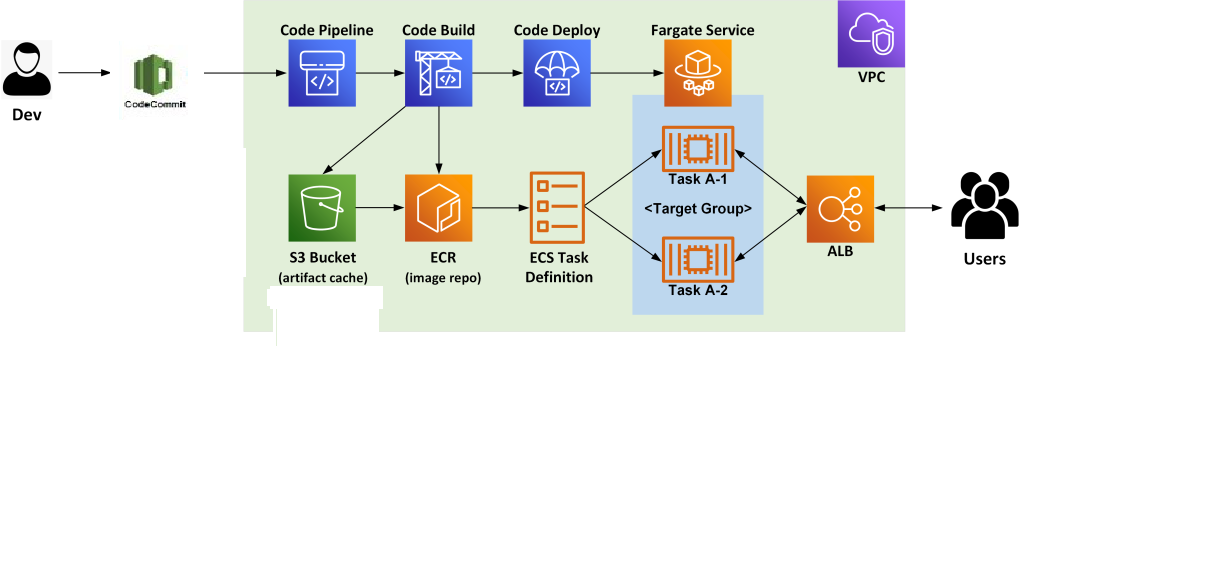 Code Pipeline
Code Build
Code Deploy
Fargate Service
VPC
Dev
CodeCommit
Task A-1
<Target Group>
Task A-2
S3 Bucket
(artifact cache)
ECR
(image repo)
ECS Task
Definition
ALB
Users